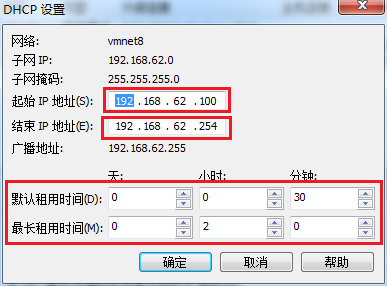 DHCP 设置
网络: vmnet8
子网 IP: 192.168.62.0
子网掩码: 255.255.255.0
起始 IP 地址(S): 192 . 168 . 62 . 100
结束 IP 地址(E): 192 . 168 . 62 . 254
广播地址: 192.168.62.255
天: 小时: 分钟:
默认租用时间(D): 0 0 30
最长租用时间(M): 0 2 0
确定 取消 帮助